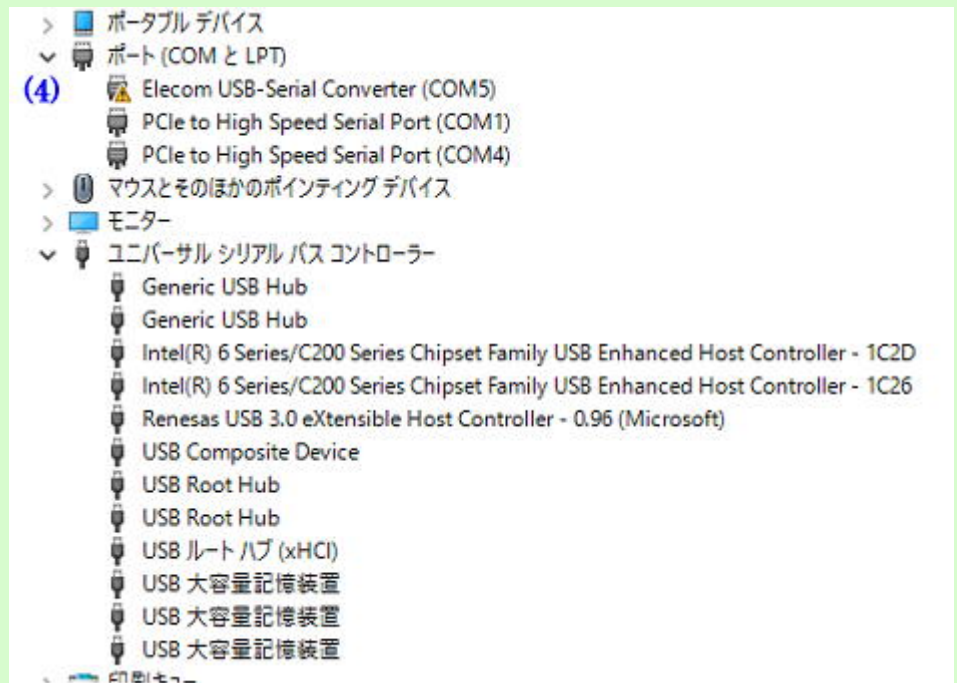 ポータブル デバイス
ポート (COM と LPT)
(4) Elecom USB-Serial Converter (COM5)
PCIe to High Speed Serial Port (COM1)
PCIe to High Speed Serial Port (COM4)
マウスとそのほかのポインティング デバイス
モニター
ユニバーサル シリアル バス コントローラー
Generic USB Hub
Generic USB Hub
Intel(R) 6 Series/C200 Series Chipset Family USB Enhanced Host Controller - 1C2D
Intel(R) 6 Series/C200 Series Chipset Family USB Enhanced Host Controller - 1C26
Renesas USB 3.0 eXtensible Host Controller - 0.96 (Microsoft)
USB Composite Device
USB Root Hub
USB Root Hub
USB ルート ハブ (xHCI)
USB 大容量記憶装置
USB 大容量記憶装置
USB 大容量記憶装置
印刷キュー